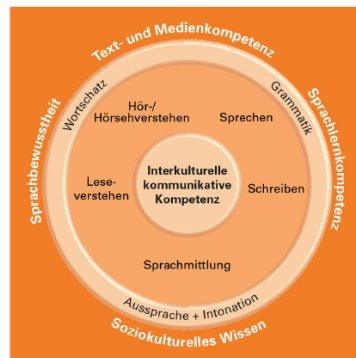 Text- und Medienkompetenz
Sprachbewusstheit
Sprachlernkompetenz
Wortschatz
Grammatik
Hör-/
Hörsehverstehen
Sprechen
Interkulturelle
kommunikative
Kompetenz
Lese-
verstehen
Schreiben
Sprachmittlung
Aussprache + Intonation
Soziokulturelles Wissen